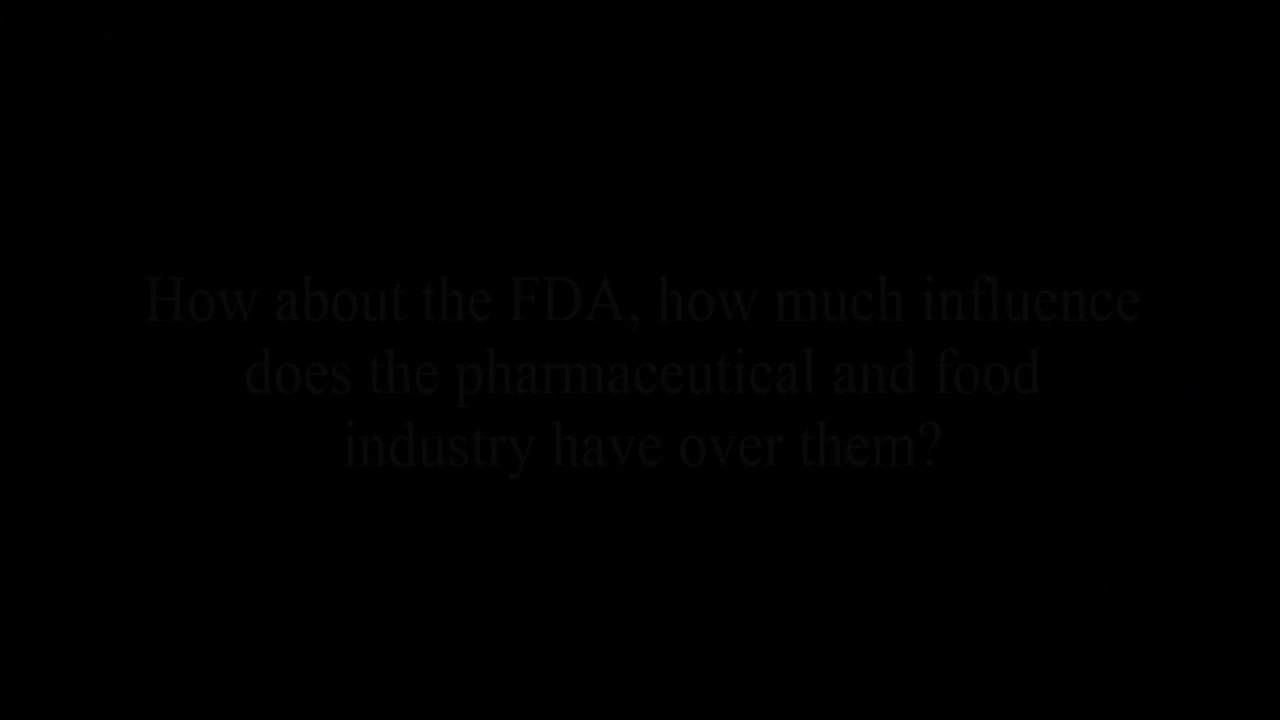 How about the FDA, how much influence
does the pharmaceutical and food
industry have over them?